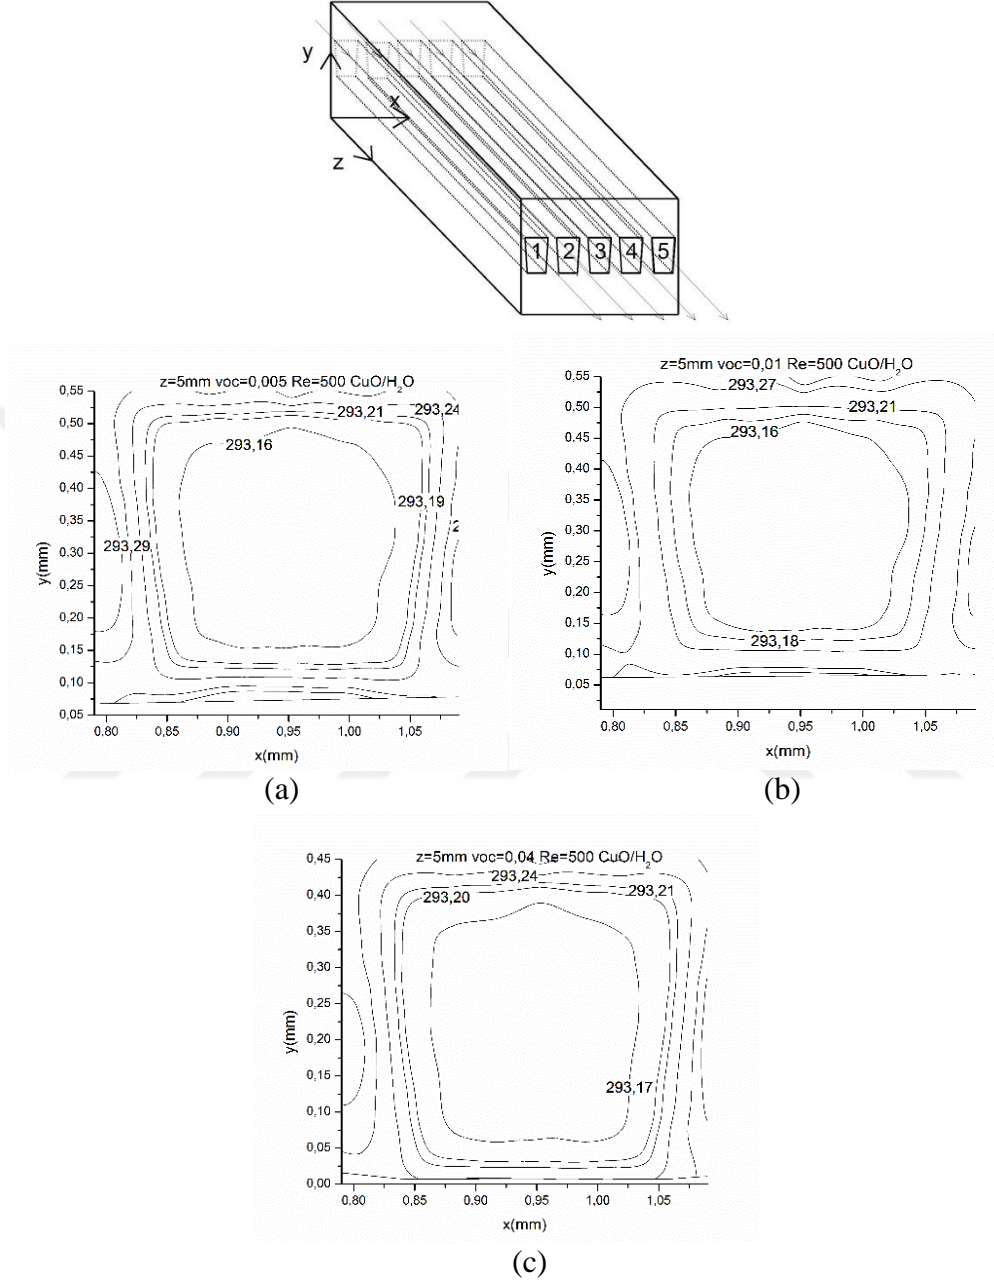 y
x
z
1 2 3 4 5
z=5mm voc=0,005 Re=500 CuO/H2O
0,55
0,50
0,45
0,40
0,35
0,30
0,25
0,20
0,15
0,10
0,05
y(mm)
293,21
293,24
293,16
293,19
2
293,29
0,80 0,85 0,90 0,95 1,00 1,05
x(mm)
(a)
z=5mm voc=0,01 Re=500 CuO/H2O
0,55
0,50
0,45
0,40
0,35
0,30
0,25
0,20
0,15
0,10
0,05
y(mm)
293,27
293,21
293,16
293,18
0,80 0,85 0,90 0,95 1,00 1,05
x(mm)
(b)
z=5mm voc=0,04 Re=500 CuO/H2O
0,45
0,40
0,35
0,30
0,25
0,20
0,15
0,10
0,05
0,00
y(mm)
293,24
293,20
293,21
293,17
0,80 0,85 0,90 0,95 1,00 1,05
x(mm)
(c)